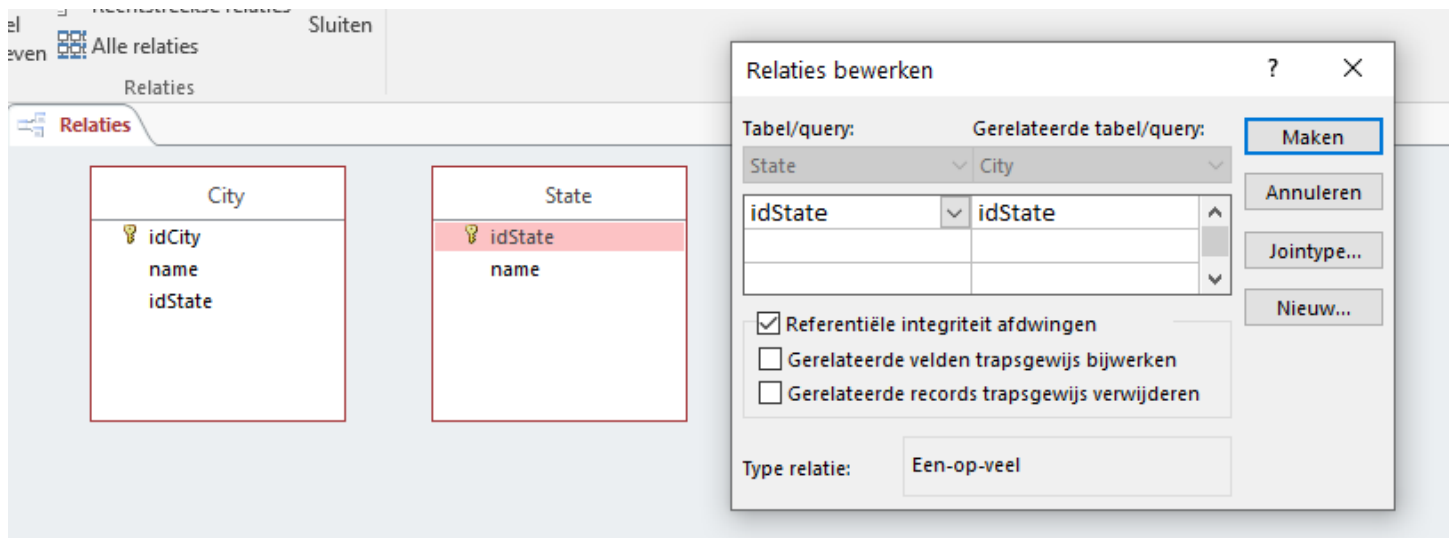 Rechtstreekse relaties
el
Sluiten
even
Alle relaties
Relaties
Relaties
City
idCity
name
idState
State
idState
name
Relaties bewerken
?
Tabel/query:
Gerelateerde tabel/query:
State
City
idState
idState
Referentiële integriteit afdwingen
Gerelateerde velden trapsgewijs bijwerken
Gerelateerde records trapsgewijs verwijderen
Type relatie:
Een-op-veel
Maken
Annuleren
Jointype...
Nieuw...